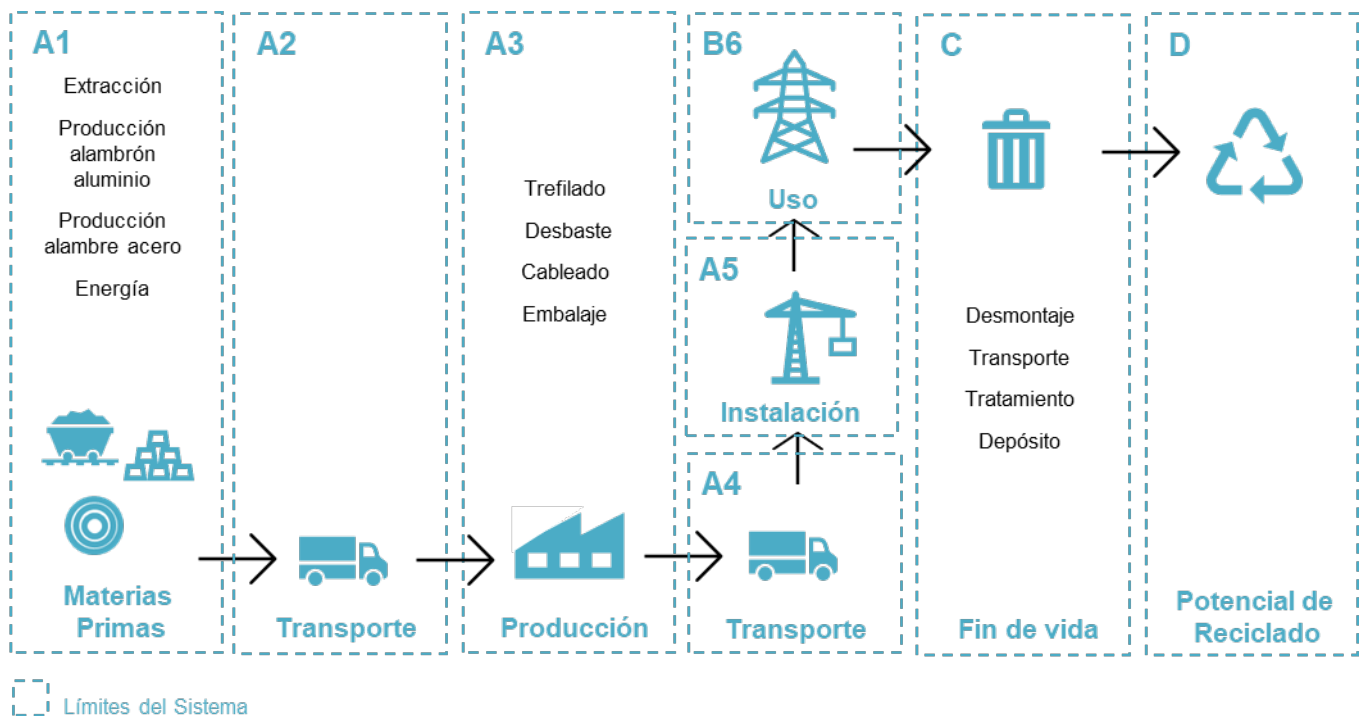 A1
Extracción
Producción
alambrón
aluminio
Producción
alambre acero
Energía
Materias
Primas
A2
Transporte
A3
Trefilado
Desbaste
Cableado
Embalaje
Producción
A4
Transporte
A5
Instalación
B6
Uso
C
Desmontaje
Transporte
Tratamiento
Depósito
Fin de vida
D
Potencial de
Reciclado
Límites del Sistema